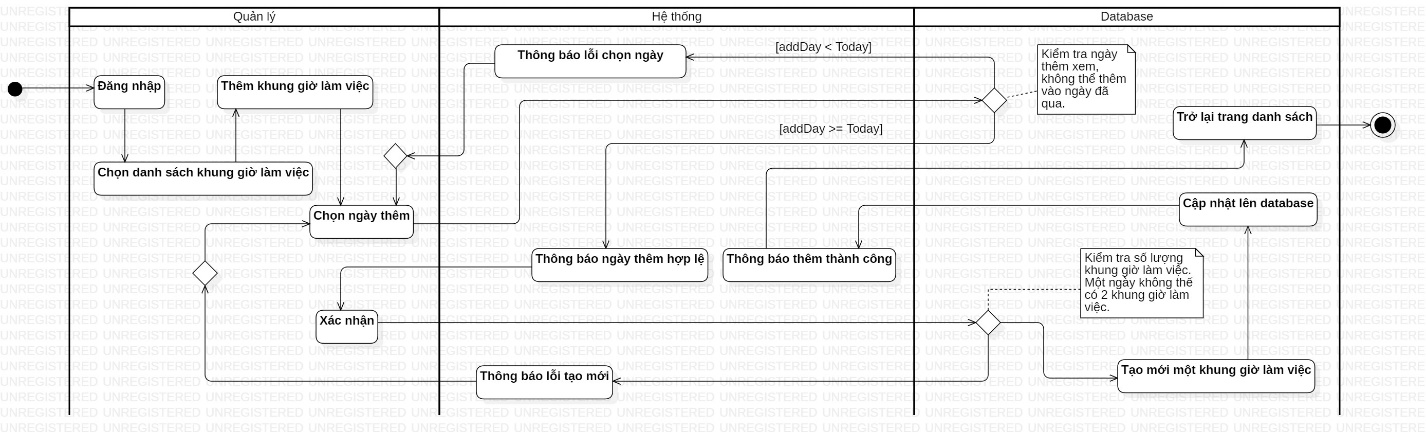 Quản lý
Hệ thống
Database
Thông báo lỗi chọn ngày
[addDay < Today]
Kiểm tra ngày
thêm xem,
không thể thêm
vào ngày đã
qua.
Đăng nhập
Thêm khung giờ làm việc
Trở lại trang danh sách
[addDay >= Today]
Chọn danh sách khung giờ làm việc
Chọn ngày thêm
Cập nhật lên database
Thông báo ngày thêm hợp lệ
Thông báo thêm thành công
Kiểm tra số lượng
khung giờ làm việc.
Một ngày không thể
có 2 khung giờ làm
việc.
Xác nhận
Thông báo lỗi tạo mới
Tạo mới một khung giờ làm việc